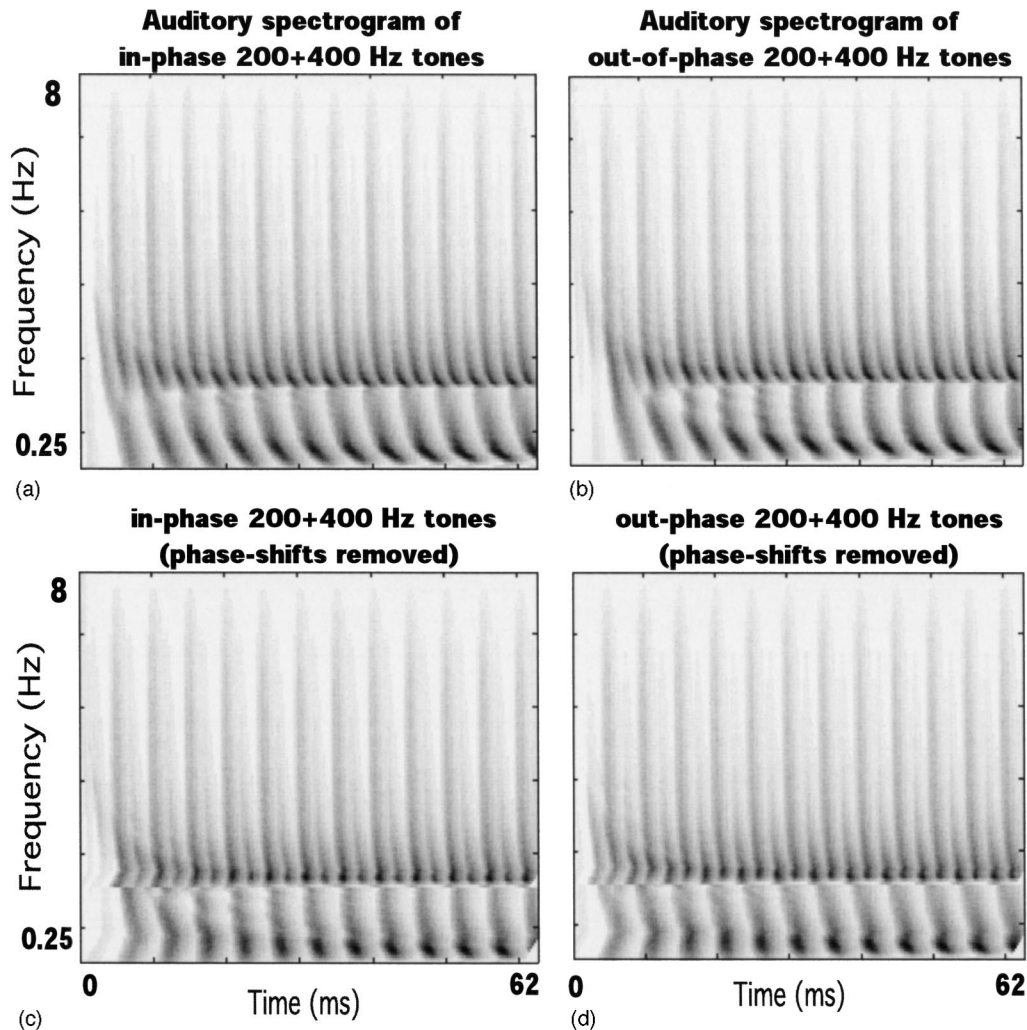 Auditory spectrogram of
in-phase 200+400 Hz tones
Auditory spectrogram of
out-of-phase 200+400 Hz tones
8
Frequency (Hz)
0.25
(a)
(b)
in-phase 200+400 Hz tones
(phase-shifts removed)
out-phase 200+400 Hz tones
(phase-shifts removed)
8
Frequency (Hz)
0.25
0
Time (ms)
62
0
Time (ms)
62
(c)
(d)